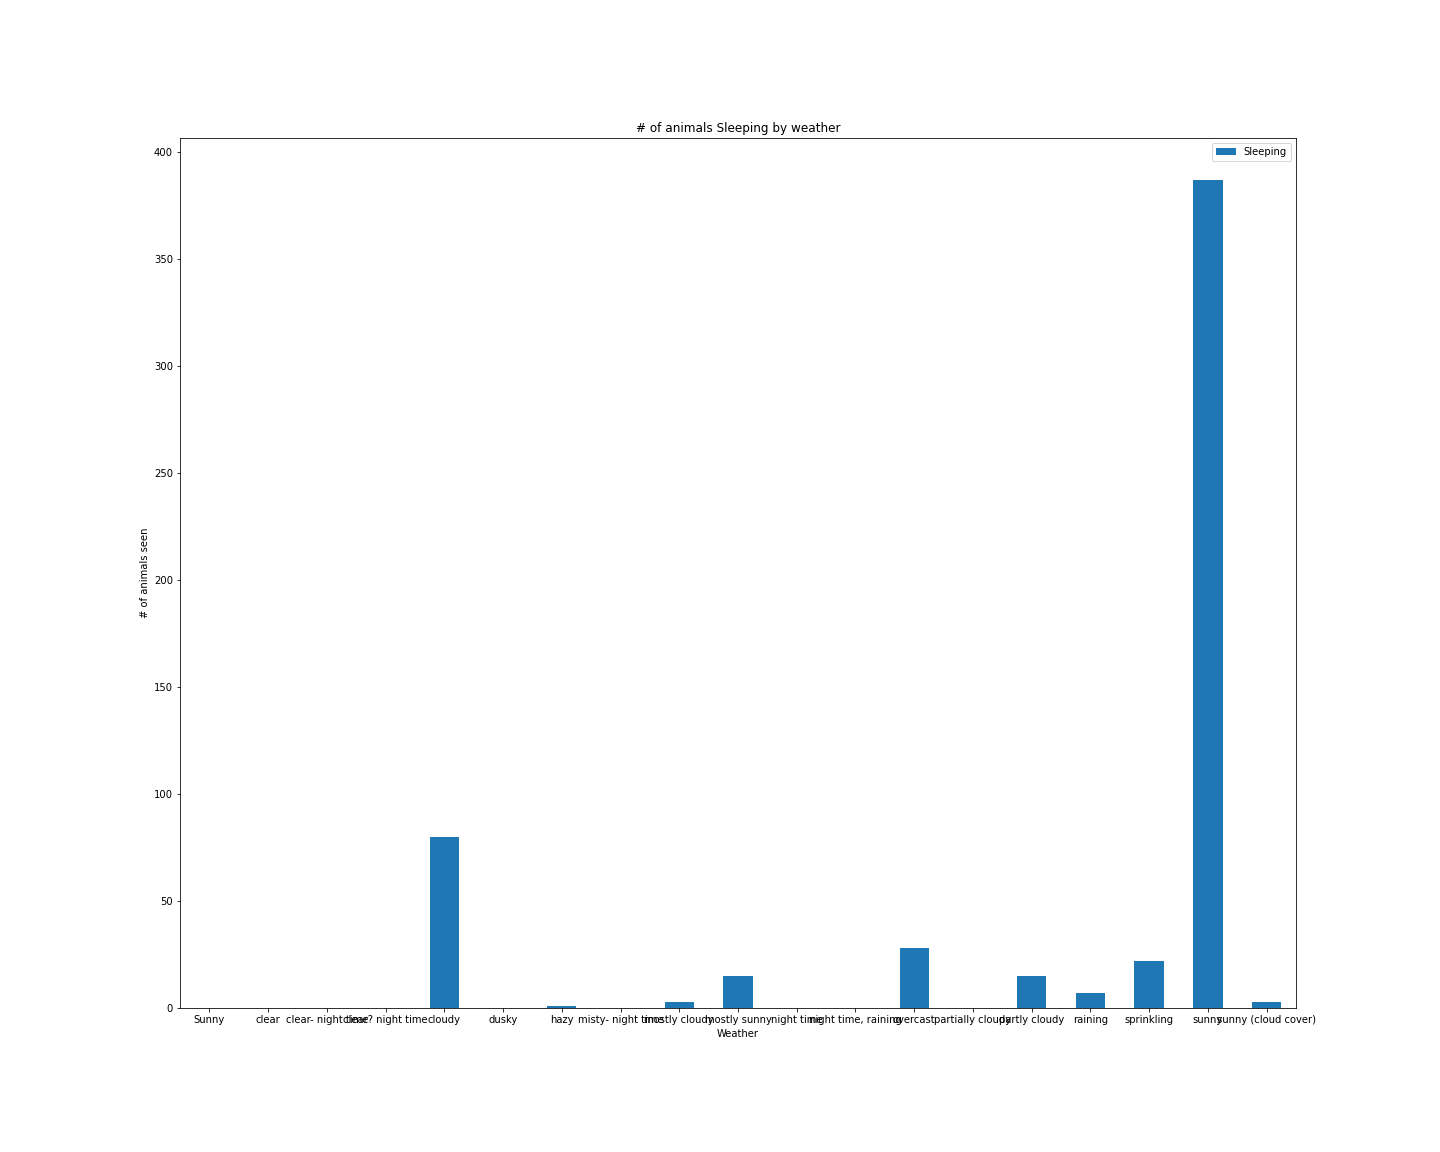 # of animals Sleeping by weather
Sleeping
400
350
300
250
200
150
100
50
0
# of animals seen
Sunny clear clear- night time clear? night time cloudy dusky hazy misty- night time mostly cloudy mostly sunny night time night time, raining overcast partially cloudy partly cloudy raining sprinkling sunny sunny (cloud cover)
Weather